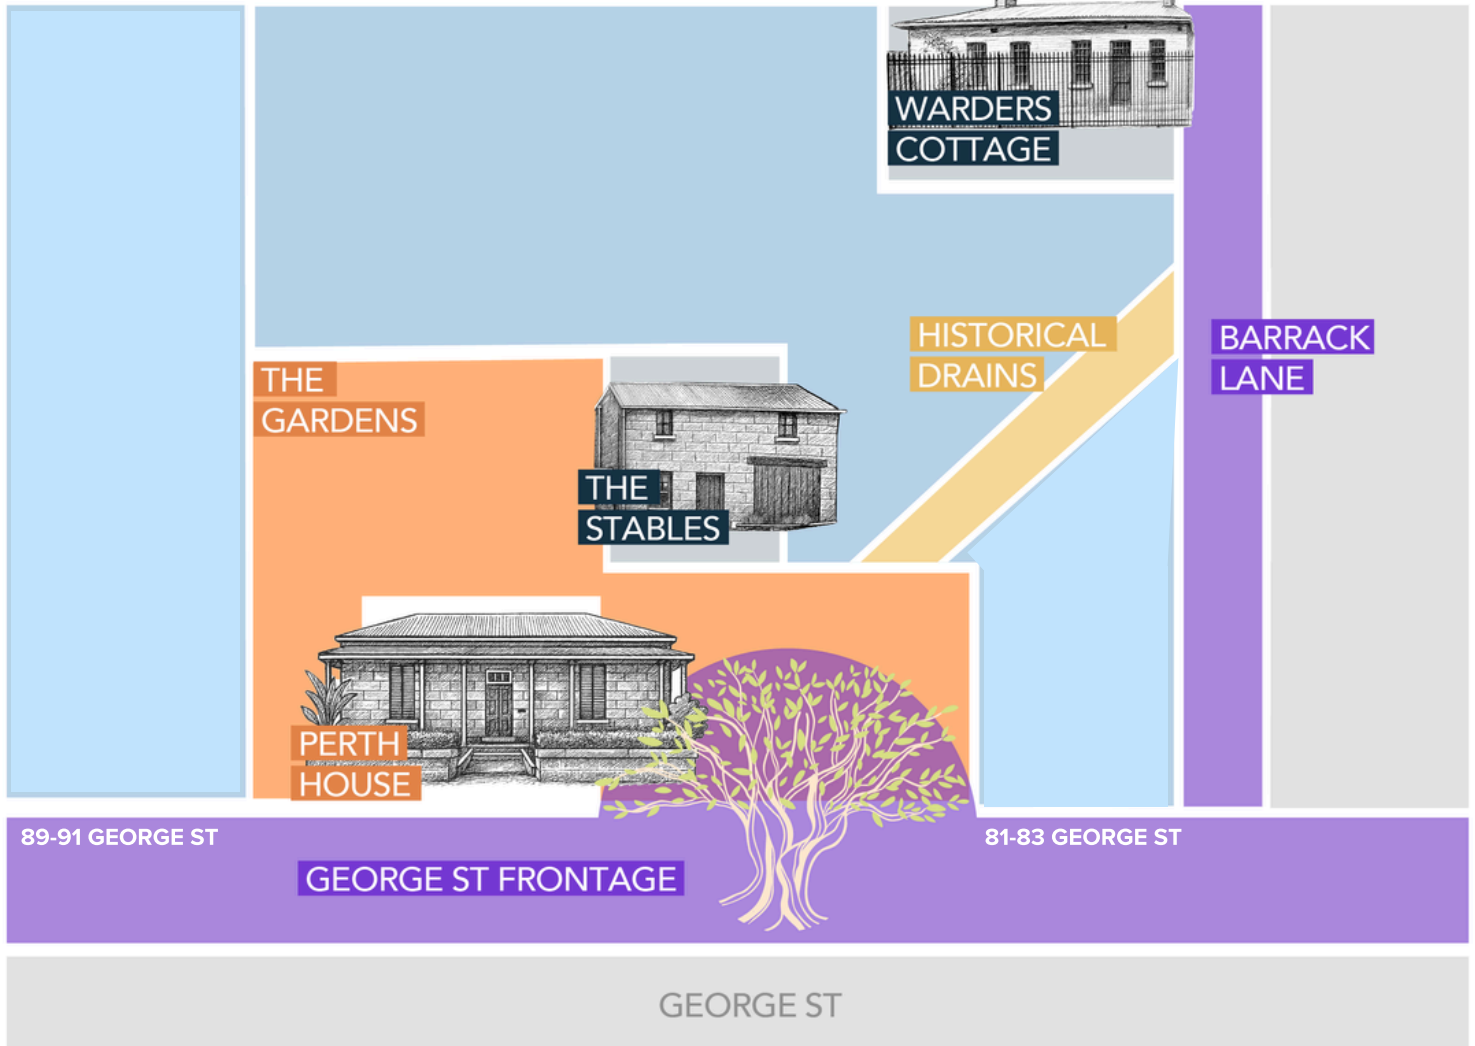 WARDERS
COTTAGE
HISTORICAL
DRAINS
BARRACK
LANE
THE
GARDENS
THE
STABLES
PERTH
HOUSE
89-91 GEORGE ST
81-83 GEORGE ST
GEORGE ST FRONTAGE
GEORGE ST